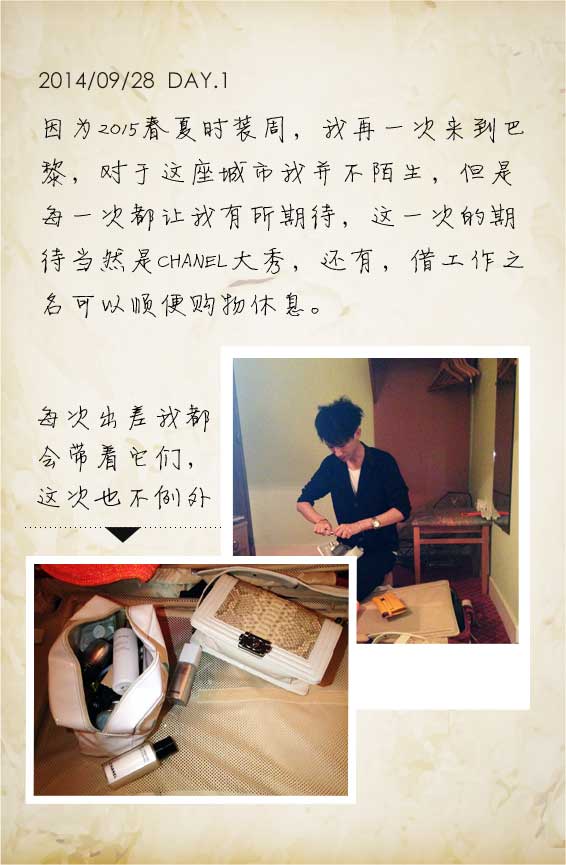 2014/09/28 DAY.1
因为2015春夏时装周，我再一次来到巴
黎，对于这座城市我并不陌生，但是
每一次都让我有所期待，这一次的期
待当然是CHANEL大秀，还有，借工作之
名可以顺便购物休息。
每次出差我都
会带着它们，
这次也不例外
CHANEL